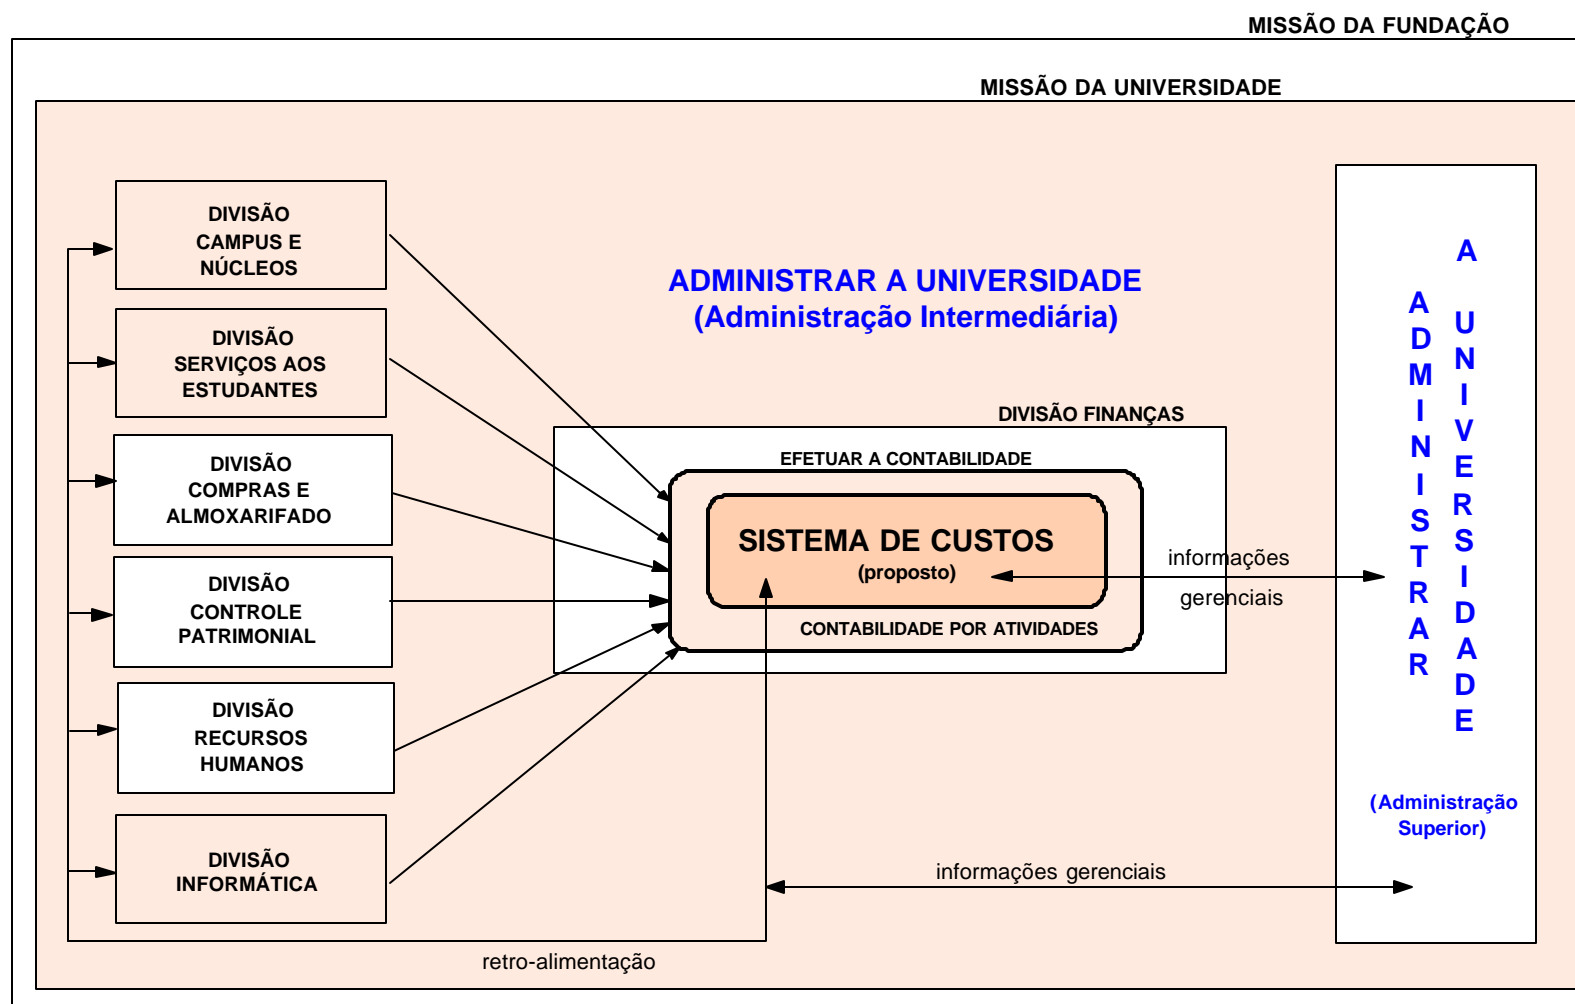 MISSÃO DA FUNDAÇÃO
MISSÃO DA UNIVERSIDADE
DIVISÃO
CAMPUS E
NÚCLEOS
DIVISÃO
SERVIÇOS AOS
ESTUDANTES
DIVISÃO
COMPRAS E
ALMOXARIFADO
DIVISÃO
CONTROLE
PATRIMONIAL
DIVISÃO
RECURSOS
HUMANOS
DIVISÃO
INFORMÁTICA
ADMINISTRAR A UNIVERSIDADE
(Administração Intermediária)
DIVISÃO FINANÇAS
EFETUAR A CONTABILIDADE
SISTEMA DE CUSTOS
(proposto)
CONTABILIDADE POR ATIVIDADES
informações
gerenciais
informações gerenciais
retro-alimentação
ADMINISTRAR
A UNIVERSIDADE
(Administração
Superior)